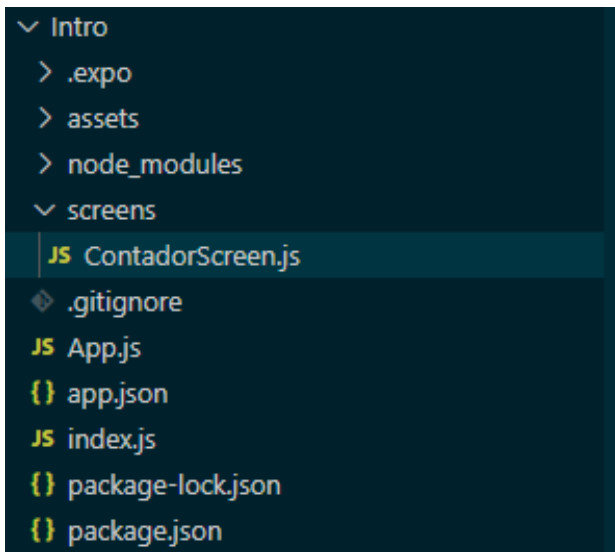 Intro
.expo
assets
node_modules
screens
JS ContadorScreen.js
.gitignore
JS App.js
{} app.json
JS index.js
{} package-lock.json
{} package.json